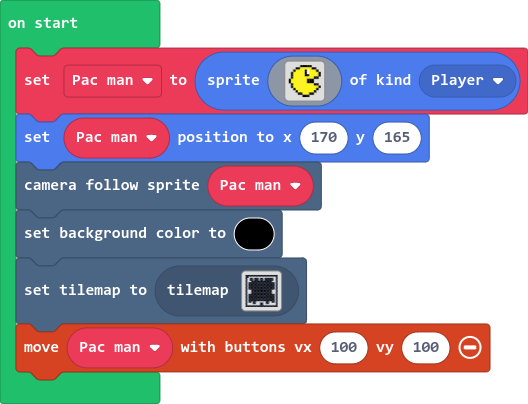 on start
set Pac man to sprite of kind Player
set Pac man position to x 170 y 165
camera follow sprite Pac man
set background color to
set tilemap to tilemap
move Pac man with buttons vx 100 vy 100